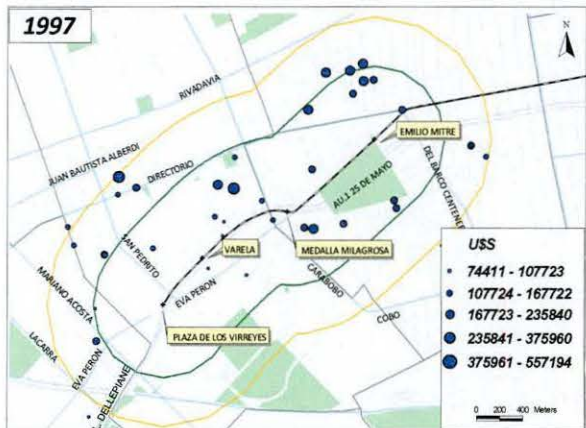 1997
N
RIVADAVIA
JUAN BAUTISTA ALBERDI
DIRECTORIO
EMILIO MITRE
AU.1 25 DE MAYO
DEL BARCO CENTENERA
SAN PEDRITO
VARELA
MEDALLA MILAGROSA
MARIANO ACOSTA
EVA PERON
CARABOBO
COBO
PLAZA DE LOS VIRREYES
LACARRA
EVA PERON
DELLEPIANE
U$S
74411 - 107723
107724 - 167722
167723 - 235840
235841 - 375960
375961 - 557194
0 200 400 Meters